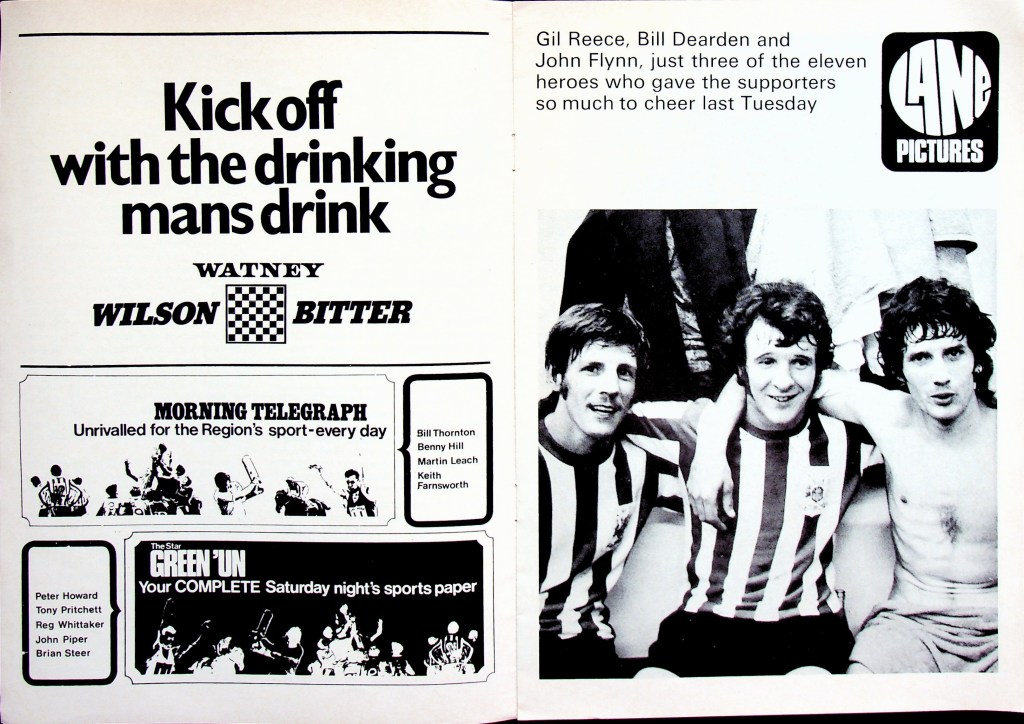 Kick off
with the drinking
mans drink
WATNEY
WILSON BITTER
MORNING TELEGRAPH
Unrivalled for the Region's sport-every day
Bill Thornton
Benny Hill
Martin Leach
Keith
Farnsworth
Peter Howard
Tony Pritchett
Reg Whittaker
John Piper
Brian Steer
The Star
GREEN 'UN
Your COMPLETE Saturday night's sports paper
Gil Reece, Bill Dearden and
John Flynn, just three of the eleven
heroes who gave the supporters
so much to cheer last Tuesday
LANE
PICTURES